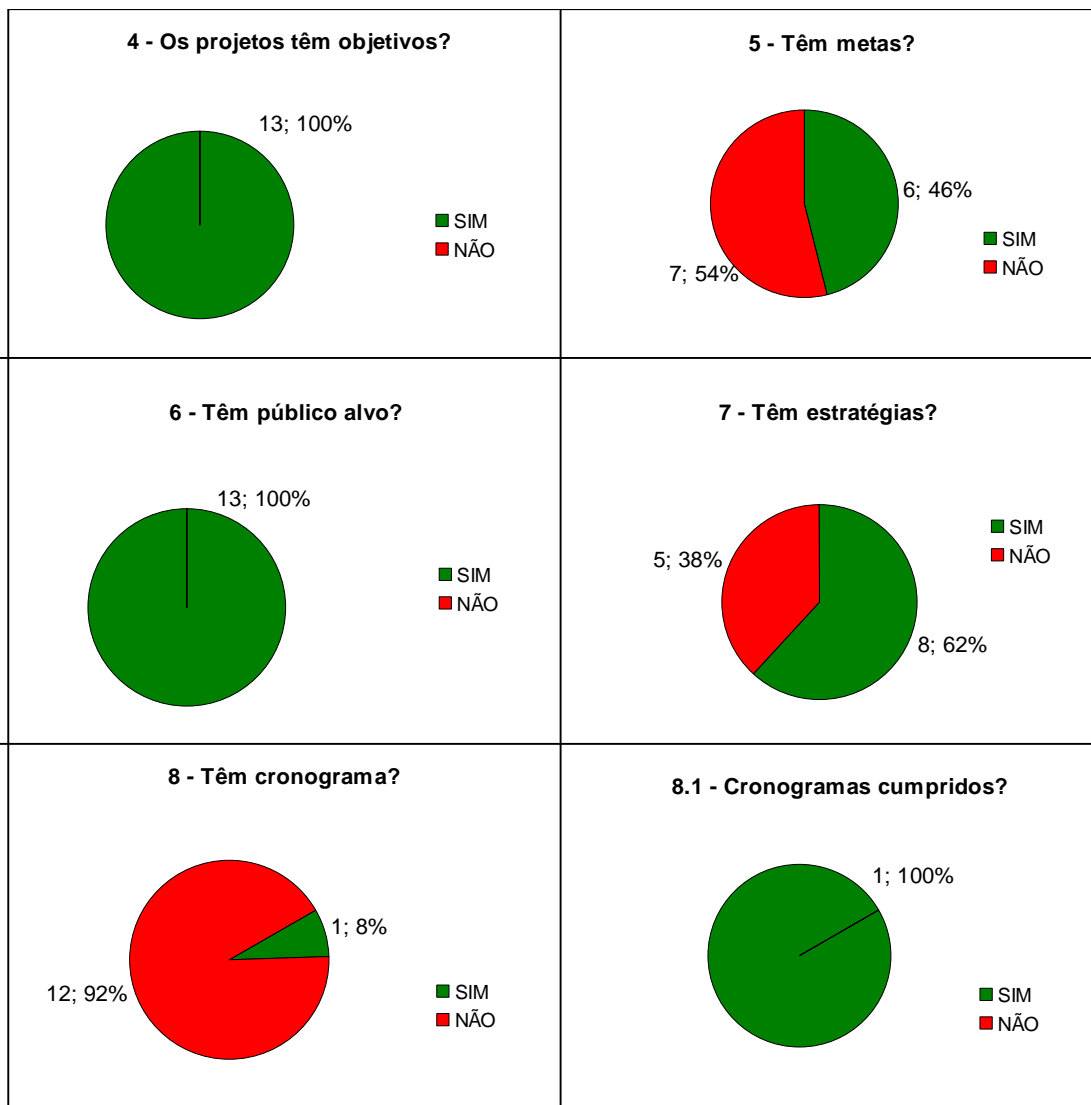 4 - Os projetos têm objetivos?
13; 100%
SIM
NÃO
5 - Têm metas?
6; 46%
7; 54%
SIM
NÃO
6 - Têm público alvo?
13; 100%
SIM
NÃO
7 - Têm estratégias?
5; 38%
8; 62%
SIM
NÃO
8 - Têm cronograma?
1; 8%
12; 92%
SIM
NÃO
8.1 - Cronogramas cumpridos?
1; 100%
SIM
NÃO